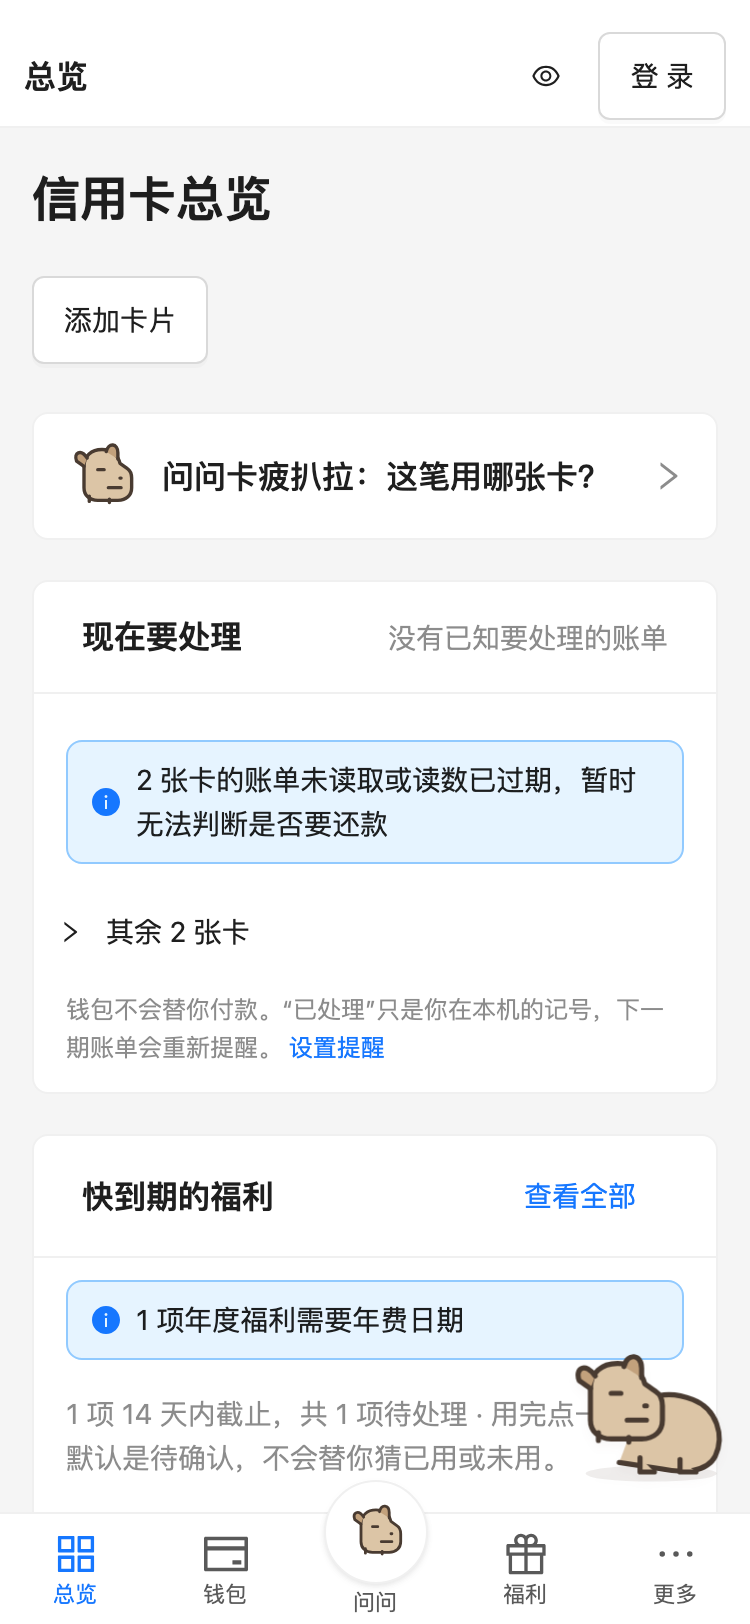 总览
登 录
信用卡总览
添加卡片
问问卡疲扒拉：这笔用哪张卡?
现在要处理
没有已知要处理的账单
2 张卡的账单未读取或读数已过期，暂时
无法判断是否要还款
其余 2 张卡
钱包不会替你付款。“已处理”只是你在本机的记号，下一
期账单会重新提醒。 设置提醒
快到期的福利
查看全部
1 项年度福利需要年费日期
1 项 14 天内截止，共 1 项待处理 · 用完点一
默认是待确认，不会替你猜已用或未用。
总览
钱包
问问
福利
更多